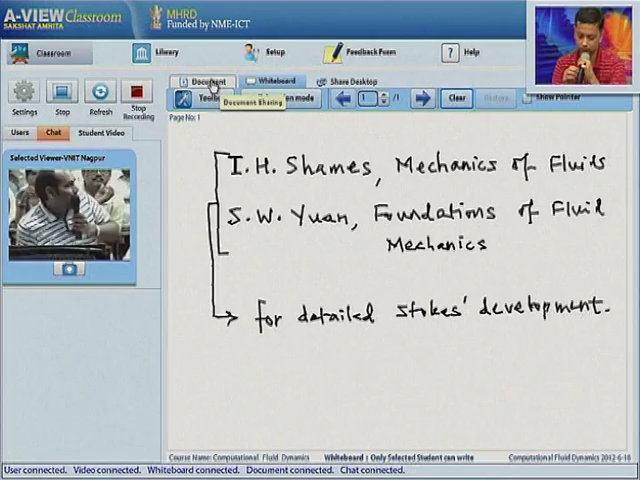 A-VIEW Classroom
SAKSHAT AMRITA
MHRD
Funded by NME-ICT
Classroom
Library
Setup
Feedback Form
? Help
Document
Whiteboard
Share Desktop
Settings
Stop
Refresh
Stop
Recording
mode
1 /1
Clear
Restore
Show Pointer
Document Sharing
Page No: 1
Users
Chat
Student Video
Selected Viewer-VNIT Nagpur
I. H. Shames, Mechanics of Fluids
S. W. Yuan, Foundations of Fluid
Mechanics
for detailed stokes' development.
Course Name: Computational Fluid Dynamics
Whiteboard : Only Selected Student can write
Computational Fluid Dynamics 2012-6-18
User connected. Video connected. Whiteboard connected. Document connected. Chat connected.